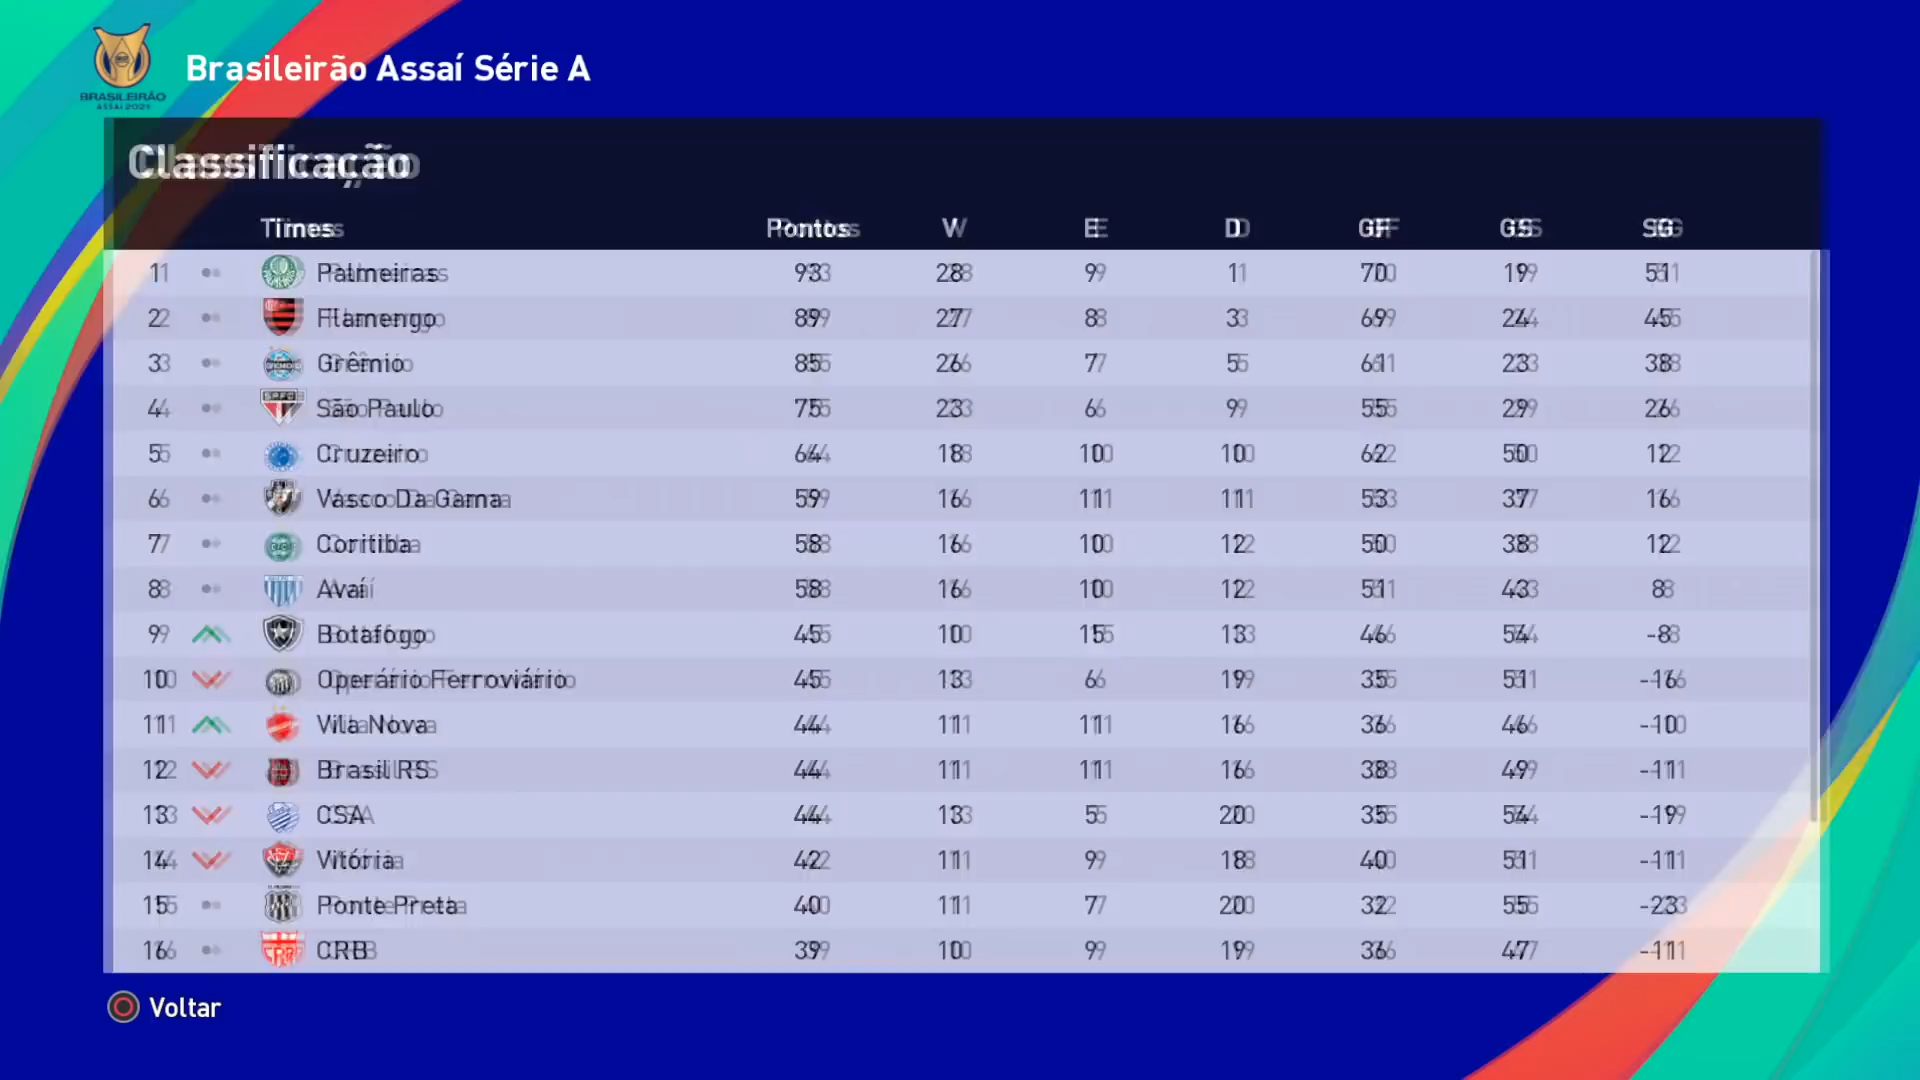 Brasileirão Assaí Série A
BRASILEIRÃO
ASSAÍ 2021
Classificação
Times Pontos W E D GF GS SG
1 Palmeiras 93 28 9 1 70 19 51
2 Flamengo 89 27 8 3 69 24 45
3 Grêmio 85 26 7 5 61 23 38
4 São Paulo 75 23 6 9 55 29 26
5 Cruzeiro 64 18 10 10 62 50 12
6 Vasco Da Gama 59 16 11 11 53 37 16
7 Coritiba 58 16 10 12 50 38 12
8 Avaí 58 16 10 12 51 43 8
9 Botafogo 45 10 15 13 46 54 -8
10 Operário Ferroviário 45 13 6 19 35 51 -16
11 Vila Nova 44 11 11 16 36 46 -10
12 Brasil RS 44 11 11 16 38 49 -11
13 CSA 44 13 5 20 35 54 -19
14 Vitória 42 11 9 18 40 51 -11
15 Ponte Preta 40 11 7 20 32 55 -23
16 CRB 39 10 9 19 36 47 -11
Voltar